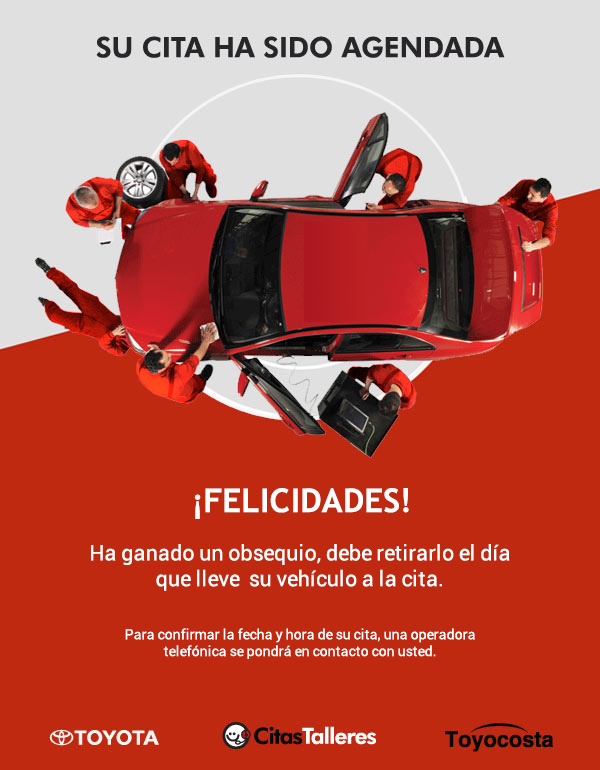 SU CITA HA SIDO AGENDADA
¡FELICIDADES!
Ha ganado un obsequio, debe retirarlo el día
que lleve su vehículo a la cita.
Para confirmar la fecha y hora de su cita, una operadora
telefónica se pondrá en contacto con usted.
TOYOTA
CitasTalleres
Toyocosta